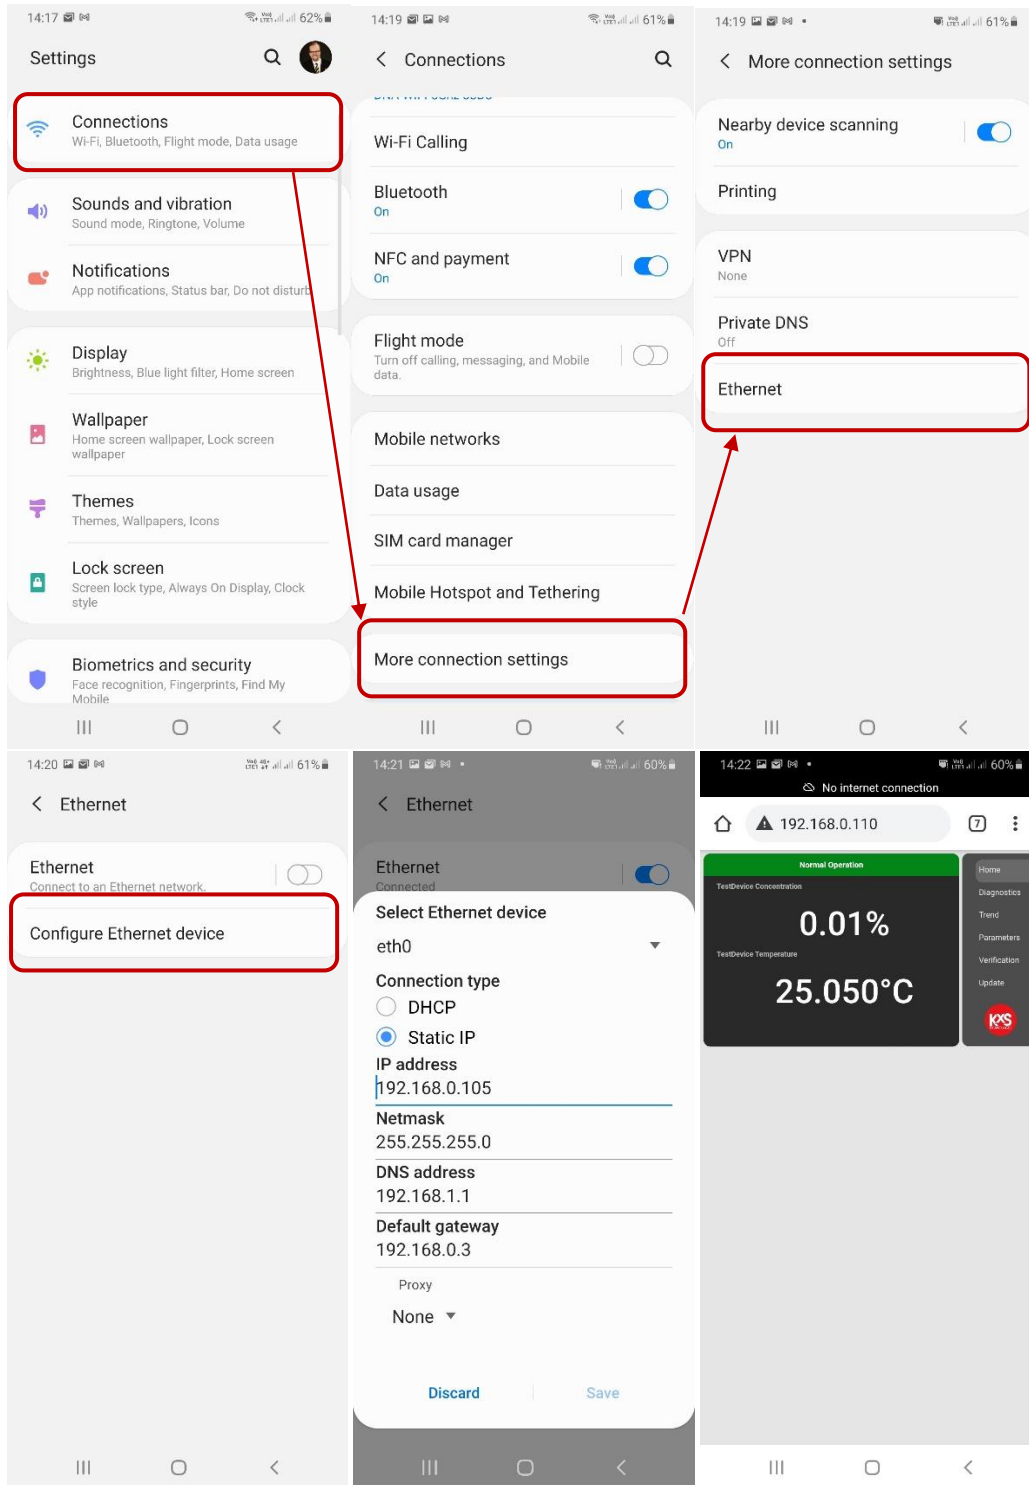 14:17
62%
Settings
Connections
Wi-Fi, Bluetooth, Flight mode, Data usage
Sounds and vibration
Sound mode, Ringtone, Volume
Notifications
App notifications, Status bar, Do not disturb
Display
Brightness, Blue light filter, Home screen
Wallpaper
Home screen wallpaper, Lock screen
wallpaper
Themes
Themes, Wallpapers, Icons
Lock screen
Screen lock type, Always On Display, Clock
style
Biometrics and security
Face recognition, Fingerprints, Find My
Mobile
14:19
61%
Connections
Wi-Fi Calling
Bluetooth
On
NFC and payment
On
Flight mode
Turn off calling, messaging, and Mobile
data.
Mobile networks
Data usage
SIM card manager
Mobile Hotspot and Tethering
More connection settings
14:19
61%
More connection settings
Nearby device scanning
On
Printing
VPN
None
Private DNS
Off
Ethernet
14:20
61%
Ethernet
Ethernet
Connect to an Ethernet network.
Configure Ethernet device
14:21
60%
Ethernet
Ethernet
Connected
Select Ethernet device
eth0
Connection type
DHCP
Static IP
IP address
192.168.0.105
Netmask
255.255.255.0
DNS address
192.168.1.1
Default gateway
192.168.0.3
Proxy
None
Discard
Save
14:22
60%
No internet connection
192.168.0.110
7
Normal Operation
TestDevice Concentration
0.01%
TestDevice Temperature
25.050°C
Home
Diagnostics
Trend
Parameters
Verification
Update
KXS